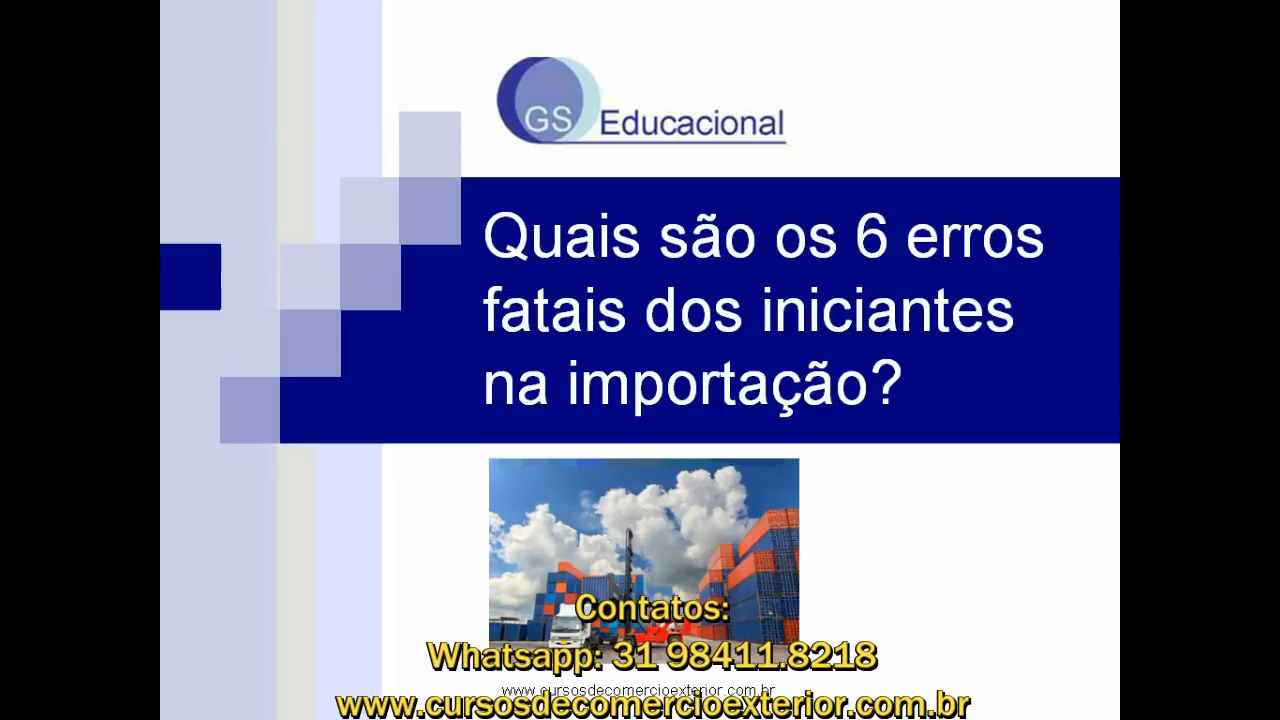 GS Educacional
Quais são os 6 erros
fatais dos iniciantes
na importação?
Contatos:
Whatsapp: 31 98411.8218
www.cursosdecomercioexterior.com.br
www.cursosdecomercioexterior.com.br